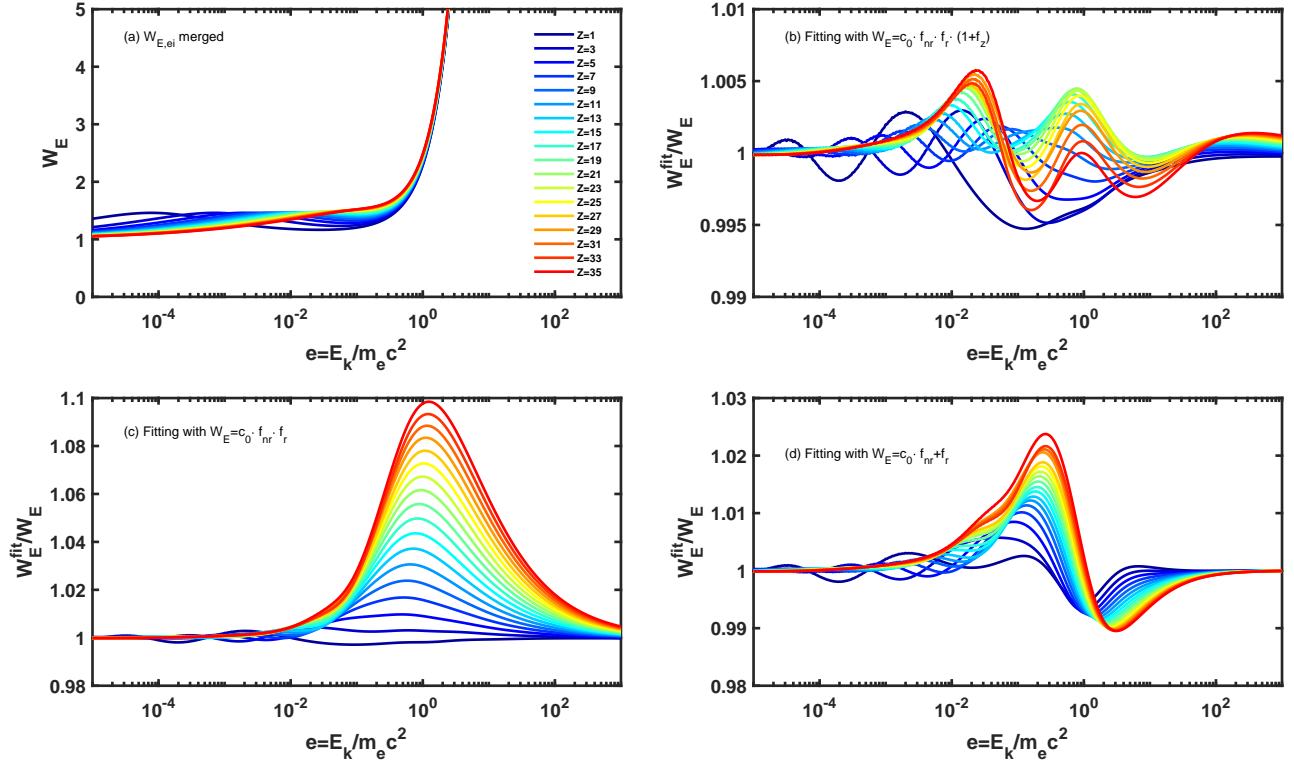 (a) W_E,ei merged
W_E
5
4
3
2
1
0
10^-4
10^-2
10^0
10^2
e=E_k/m_ec^2
Z=1
Z=3
Z=5
Z=7
Z=9
Z=11
Z=13
Z=15
Z=17
Z=19
Z=21
Z=23
Z=25
Z=27
Z=29
Z=31
Z=33
Z=35
(b) Fitting with W_E=c_0· f_nr· f_r· (1+f_z)
W_E^fit/W_E
1.01
1.005
1
0.995
0.99
10^-4
10^-2
10^0
10^2
e=E_k/m_ec^2
(c) Fitting with W_E=c_0· f_nr· f_r
W_E^fit/W_E
1.1
1.08
1.06
1.04
1.02
1
0.98
10^-4
10^-2
10^0
10^2
e=E_k/m_ec^2
(d) Fitting with W_E=c_0· f_nr+f_r
W_E^fit/W_E
1.03
1.02
1.01
1
0.99
0.98
10^-4
10^-2
10^0
10^2
e=E_k/m_ec^2